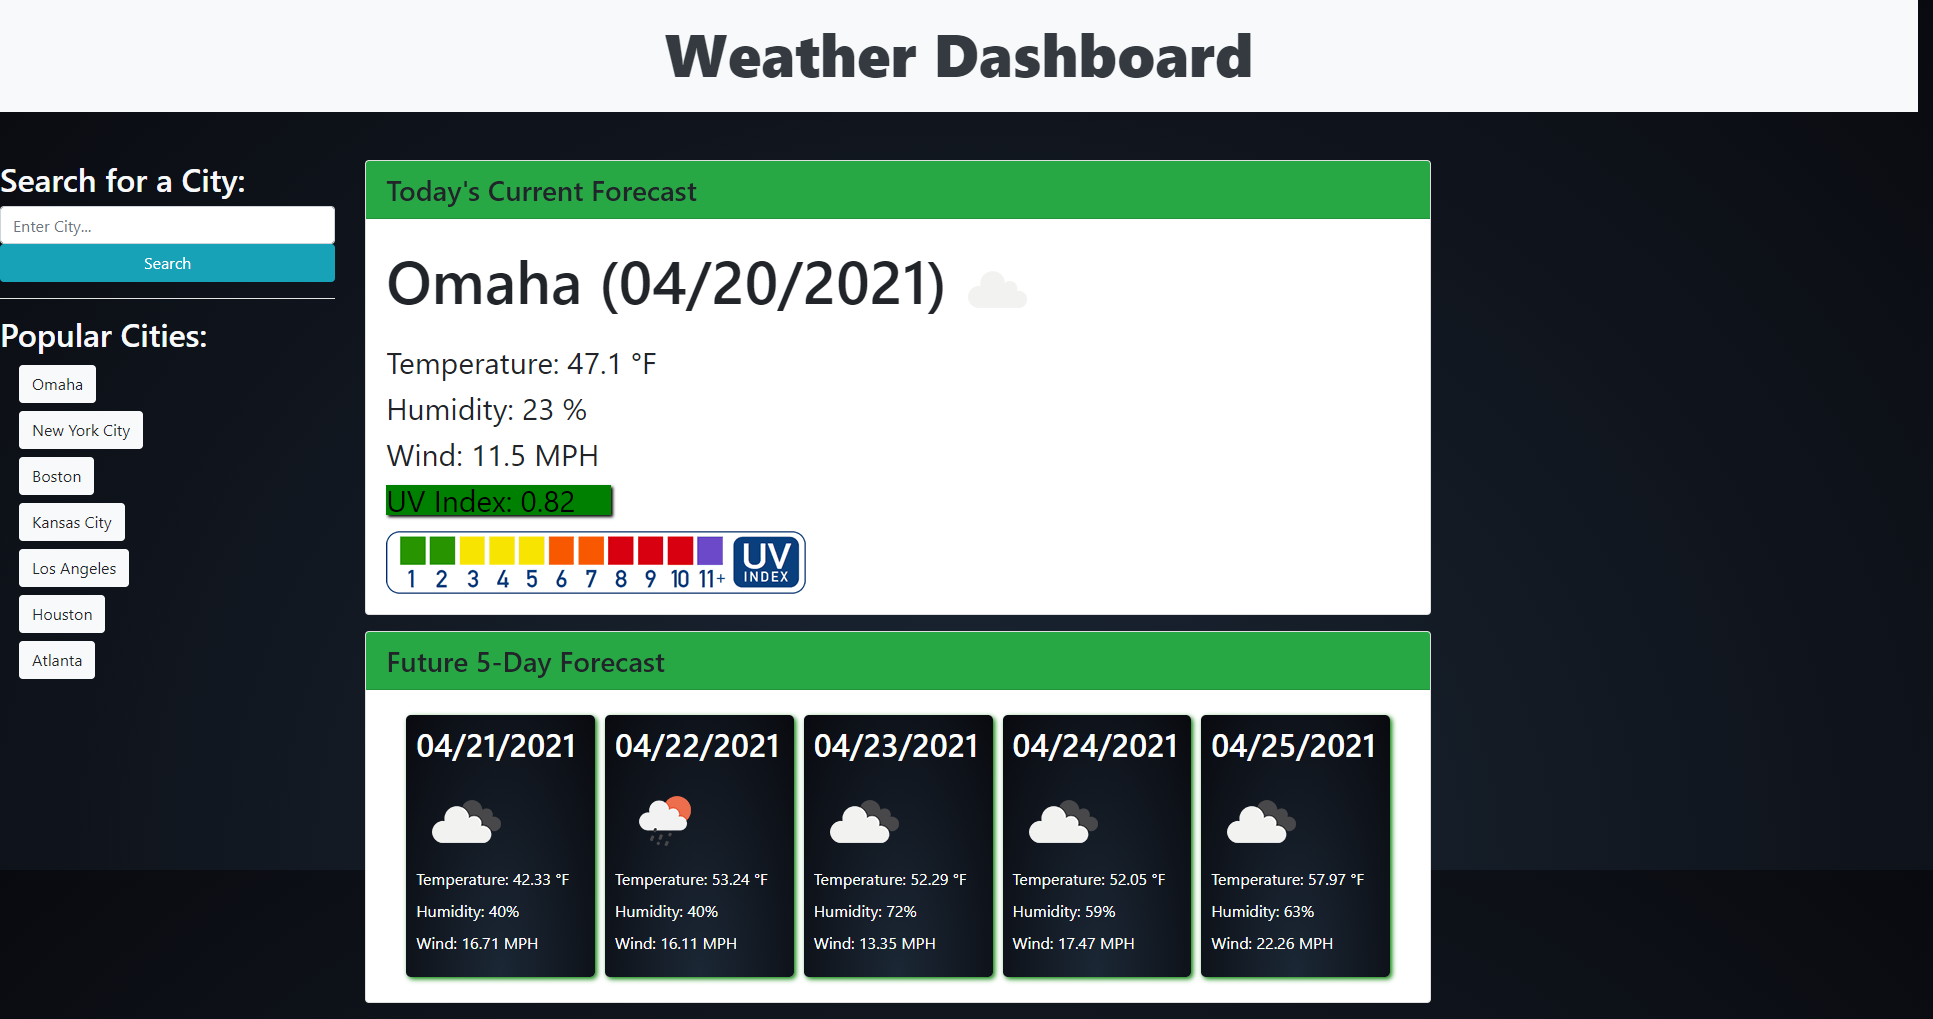 Weather Dashboard
Search for a City:
Enter City...
Search
Popular Cities:
Omaha
New York City
Boston
Kansas City
Los Angeles
Houston
Atlanta
Today's Current Forecast
Omaha (04/20/2021)
Temperature: 47.1 °F
Humidity: 23 %
Wind: 11.5 MPH
UV Index: 0.82
1 2 3 4 5 6 7 8 9 10 11+
UV
INDEX
Future 5-Day Forecast
04/21/2021
Temperature: 42.33 °F
Humidity: 40%
Wind: 16.71 MPH
04/22/2021
Temperature: 53.24 °F
Humidity: 40%
Wind: 16.11 MPH
04/23/2021
Temperature: 52.29 °F
Humidity: 72%
Wind: 13.35 MPH
04/24/2021
Temperature: 52.05 °F
Humidity: 59%
Wind: 17.47 MPH
04/25/2021
Temperature: 57.97 °F
Humidity: 63%
Wind: 22.26 MPH